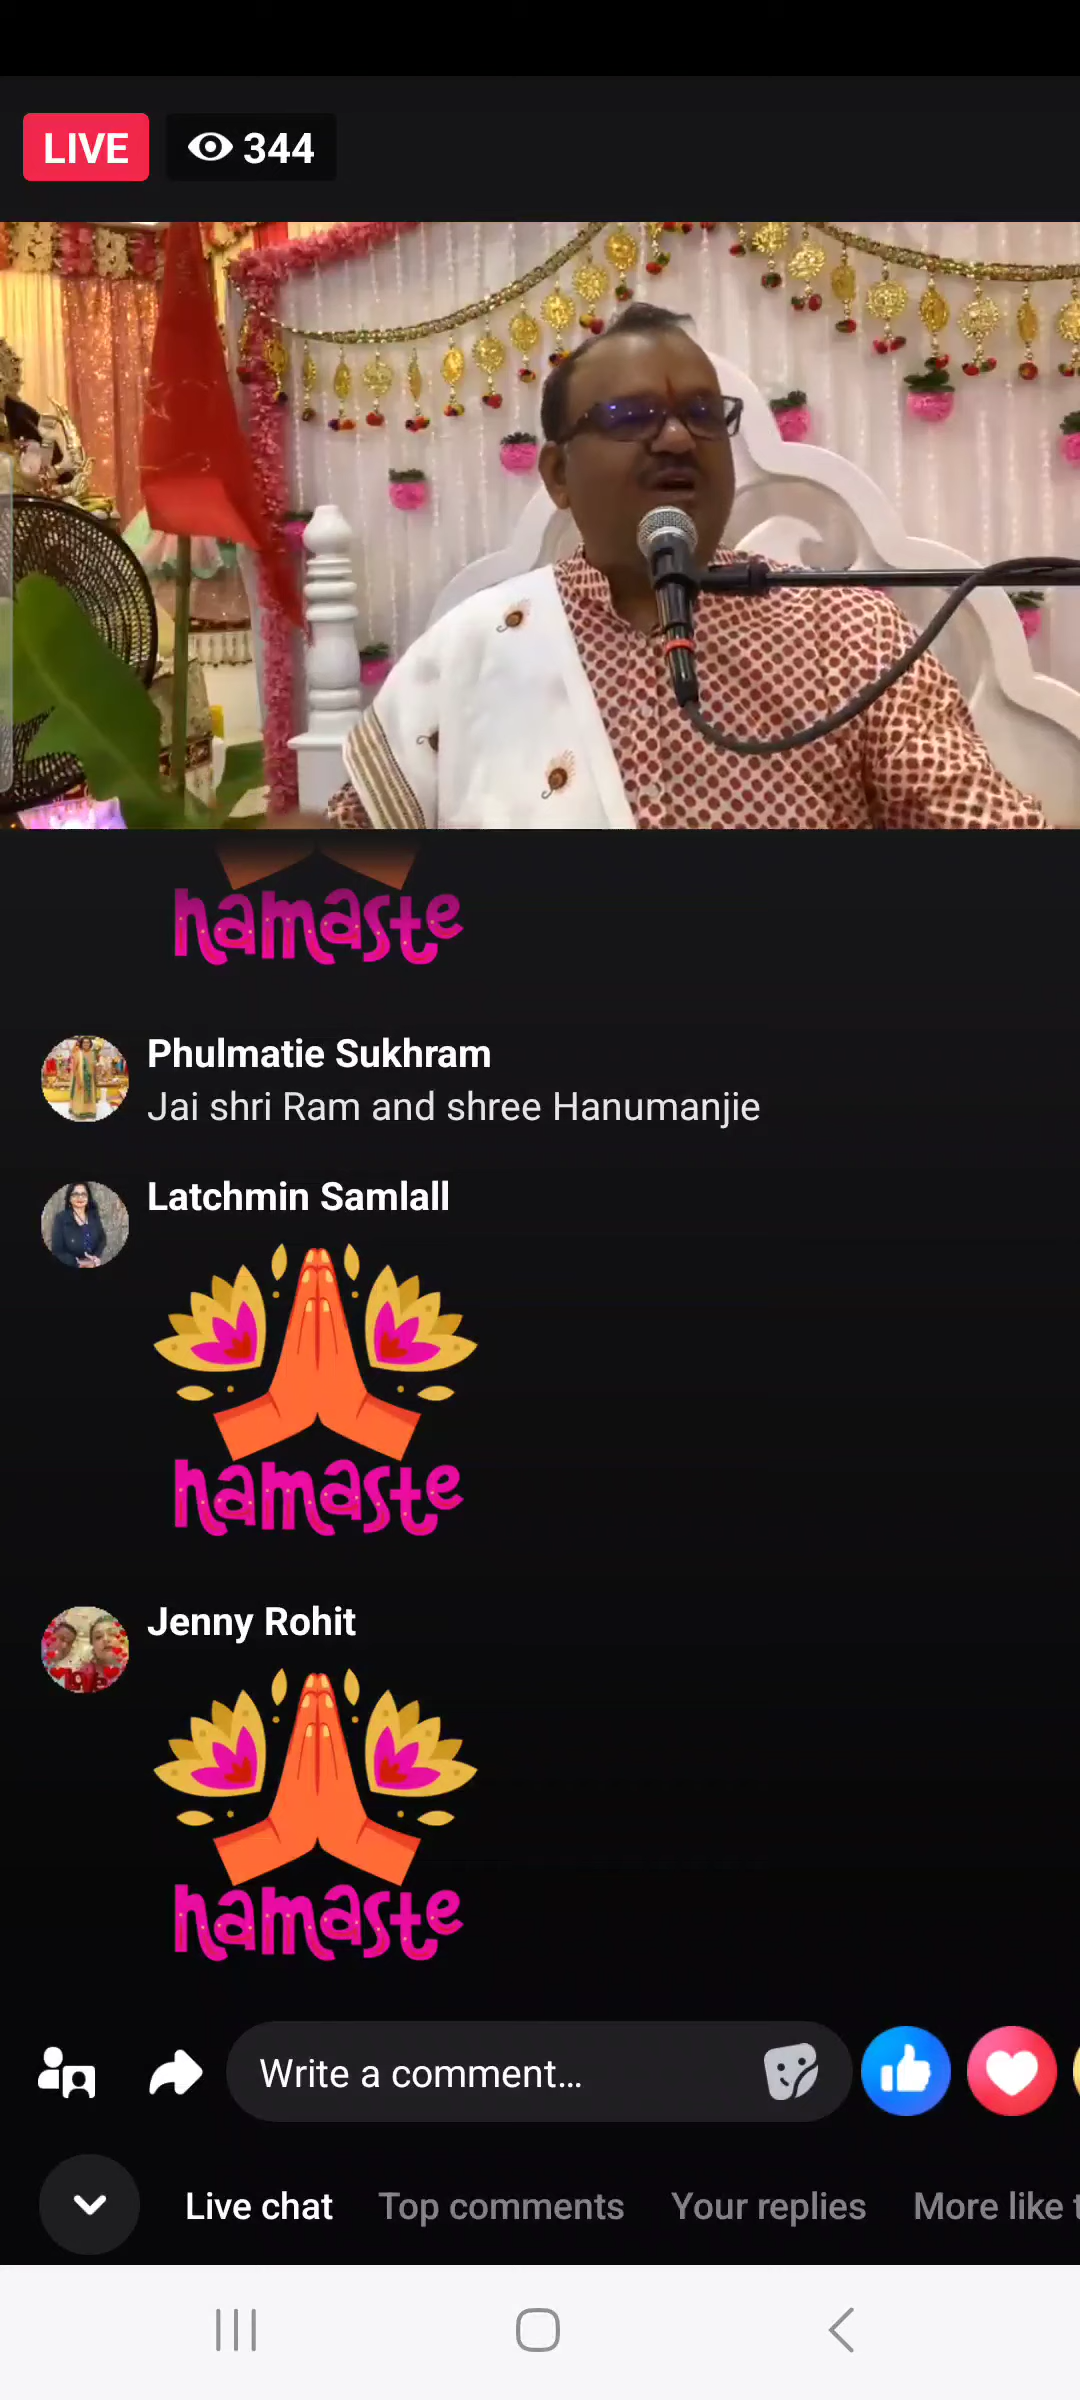 LIVE 344
namaste
Phulmatie Sukhram
Jai shri Ram and shree Hanumanjie
Latchmin Samlall
namaste
Jenny Rohit
love
namaste
Write a comment...
Live chat Top comments Your replies More like